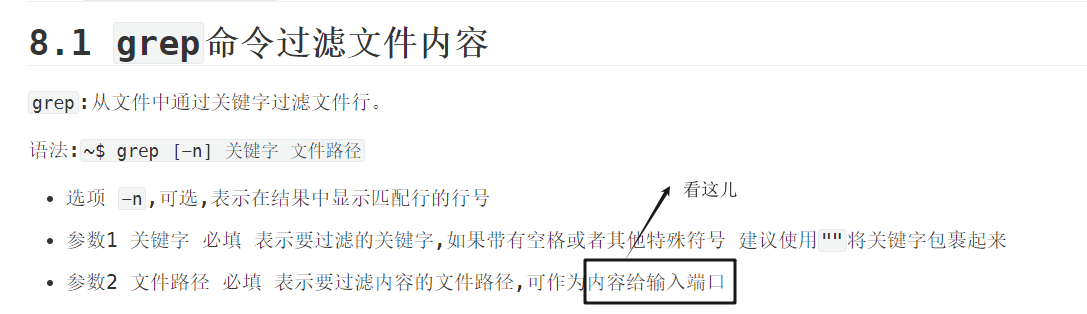 8.1 grep命令过滤文件内容
grep:从文件中通过关键字过滤文件行。
语法:~$ grep [-n] 关键字 文件路径
选项 -n,可选,表示在结果中显示匹配行的行号
看这儿
参数1 关键字 必填 表示要过滤的关键字,如果带有空格或者其他特殊符号 建议使用""将关键字包裹起来
参数2 文件路径 必填 表示要过滤内容的文件路径,可作为内容给输入端口